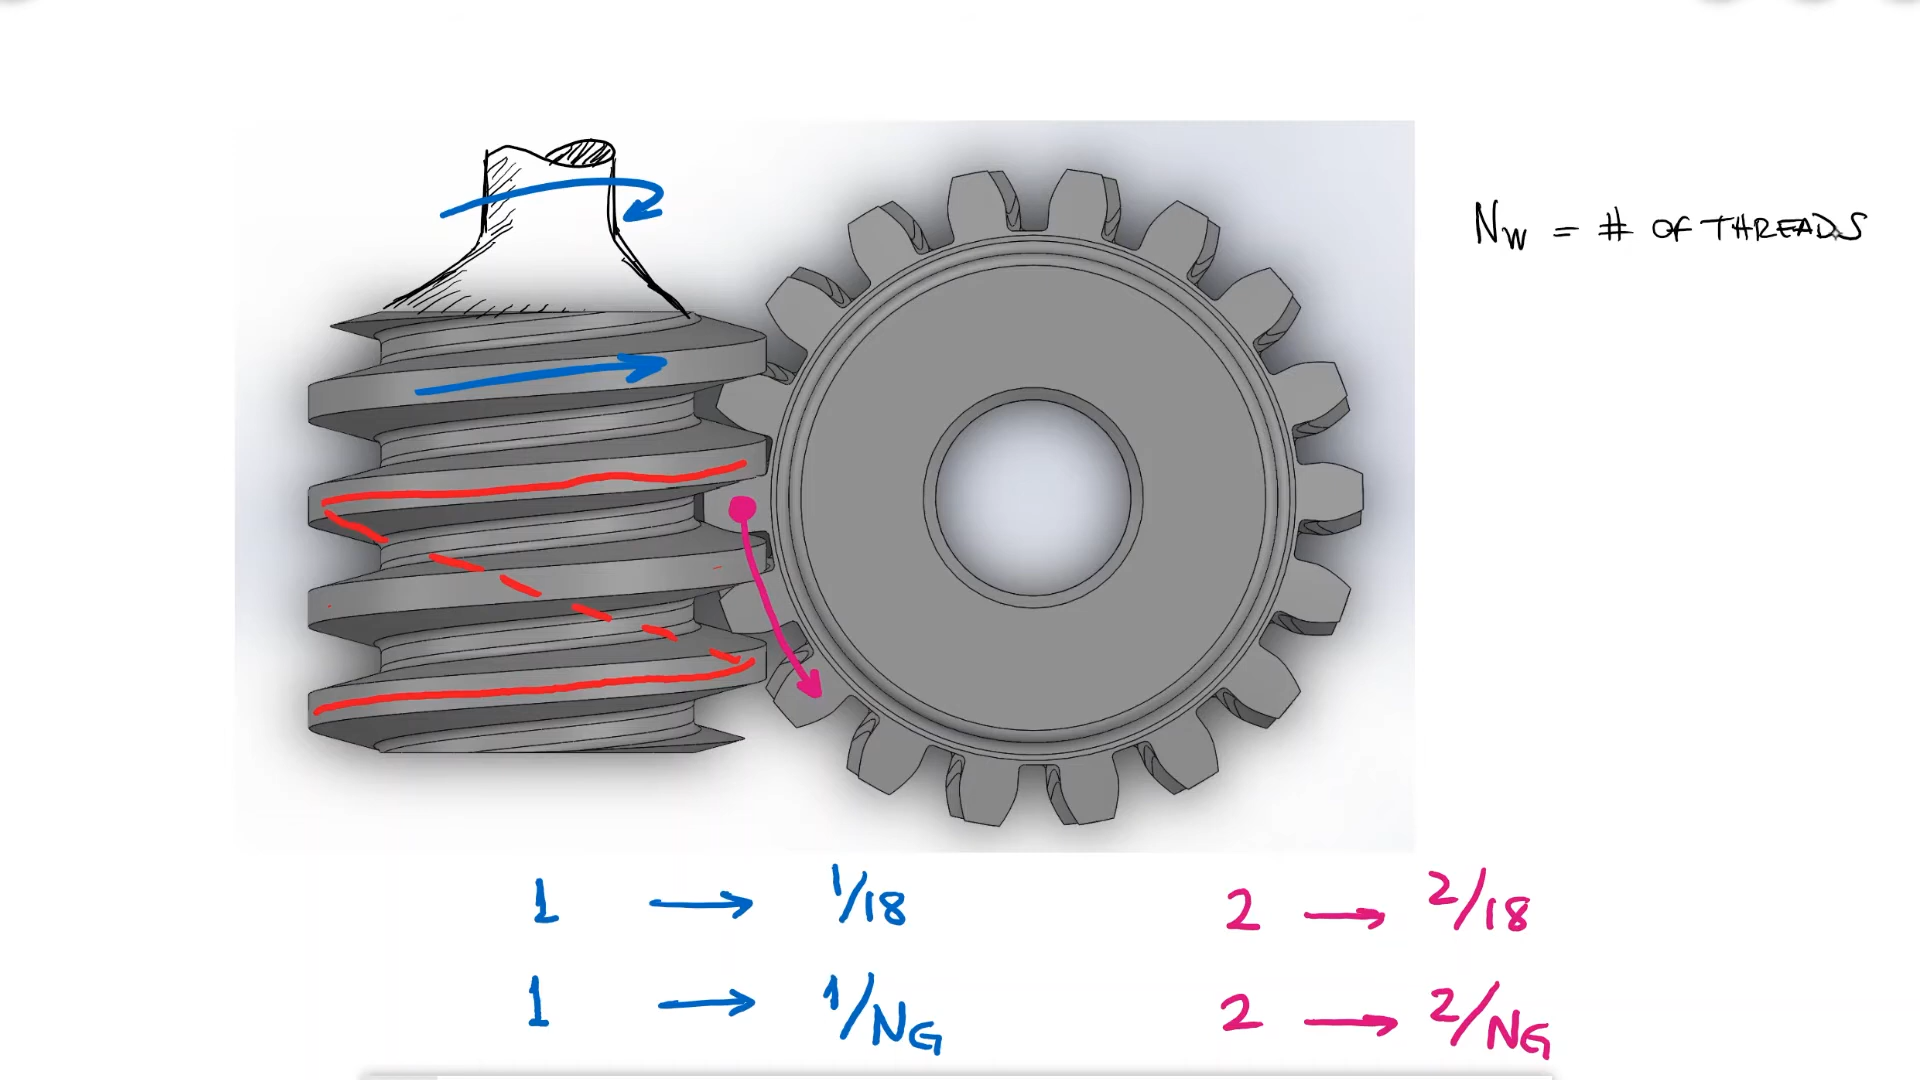 Nw = # OF THREADS
1 → 1/18
2 → 2/18
1 → 1/NG
2 → 2/NG